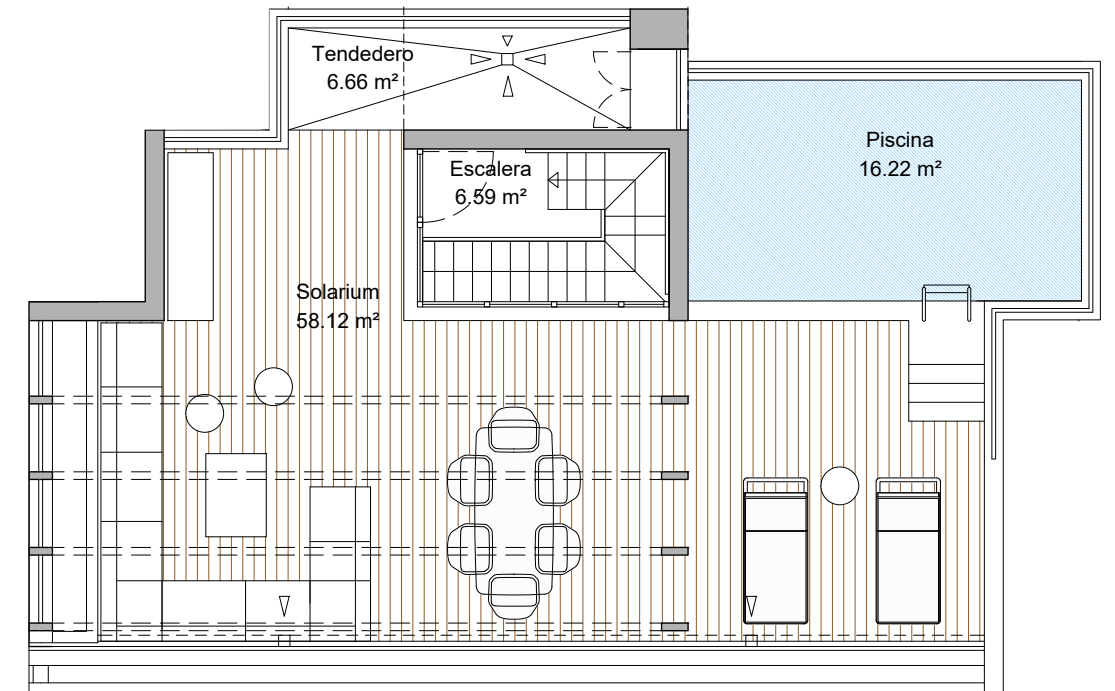 Tendedero
6.66 m²
Piscina
16.22 m²
Escalera
6.59 m²
Solarium
58.12 m²